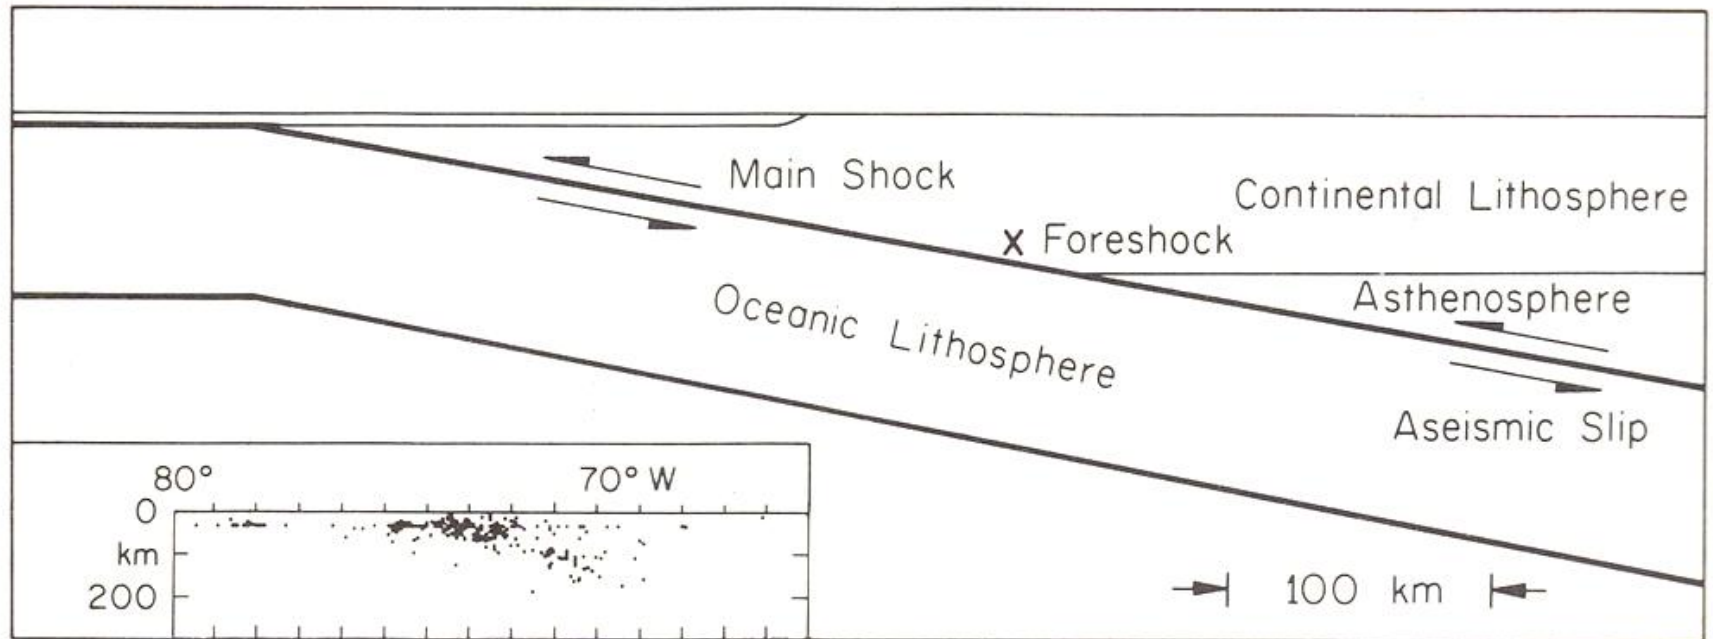 Main Shock
Continental Lithosphere
X Foreshock
Asthenosphere
Oceanic Lithosphere
Aseismic Slip
80°
70° W
0
km
200
100 km